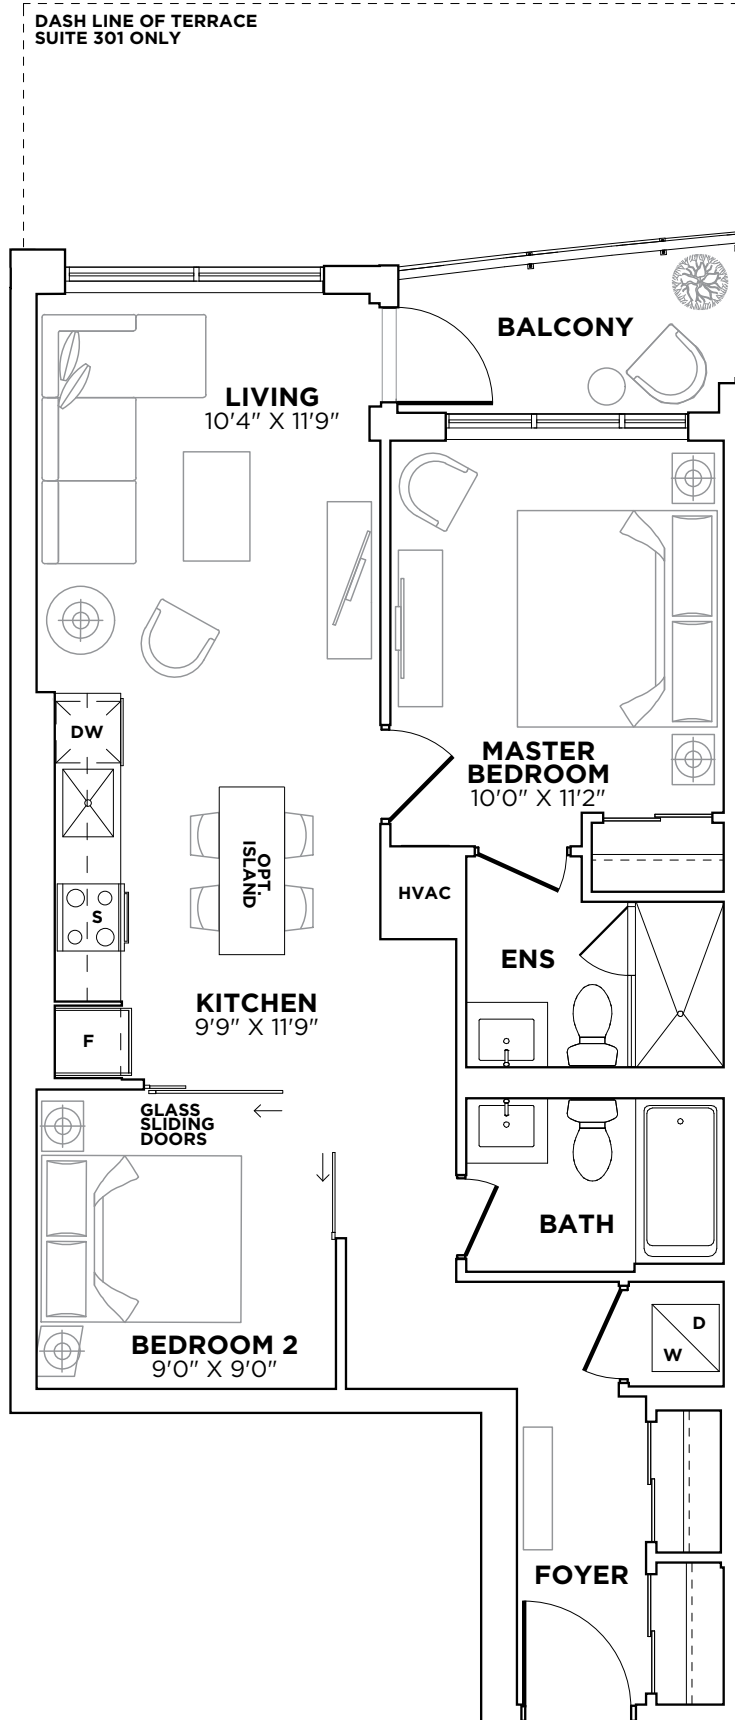 DASH LINE OF TERRACE
SUITE 301 ONLY
BALCONY
LIVING
10'4" X 11'9"
DW
MASTER
BEDROOM
10'0" X 11'2"
OPT.
ISLAND
HVAC
S
ENS
KITCHEN
9'9" X 11'9"
F
GLASS
SLIDING
DOORS
BATH
BEDROOM 2
9'0" X 9'0"
D
W
FOYER